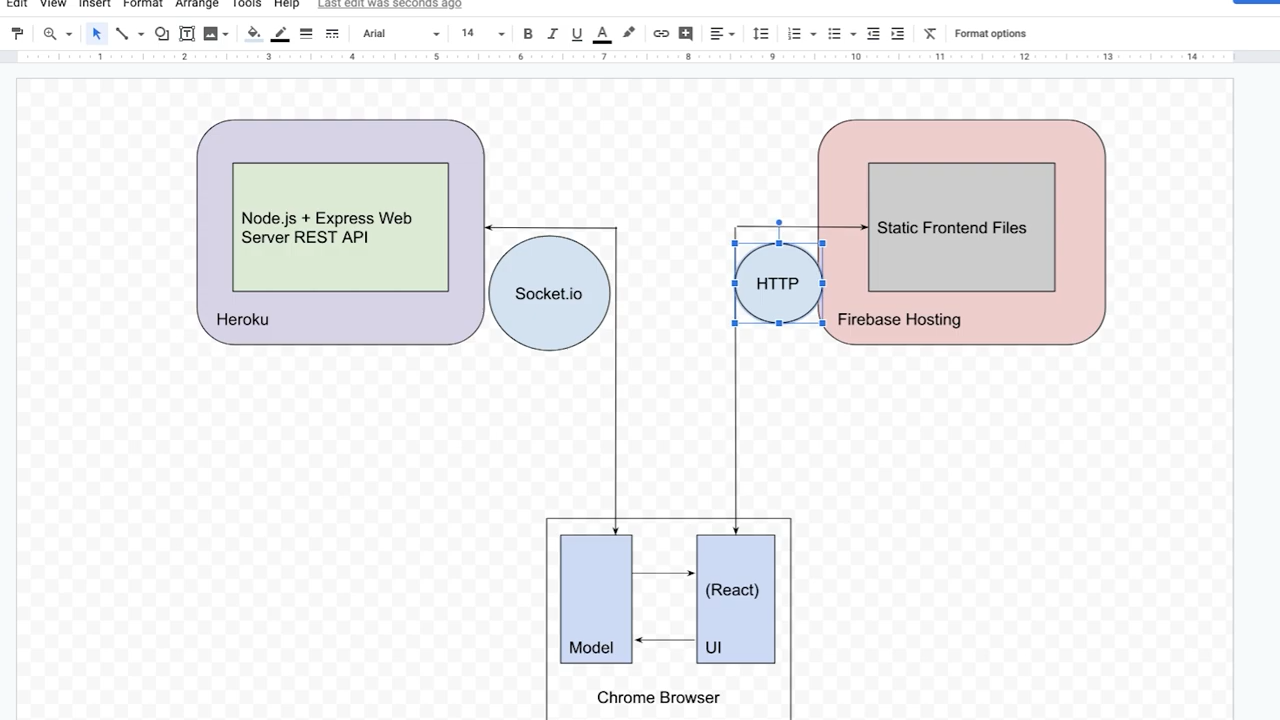 Edit View Insert Format Arrange Tools Help Last edit was seconds ago
Arial 14 B I U A Format options
1 2 3 4 5 6 7 8 9 10 11 12 13 14
Node.js + Express Web
Server REST API
Heroku
Socket.io
HTTP
Static Frontend Files
Firebase Hosting
(React)
Model
UI
Chrome Browser